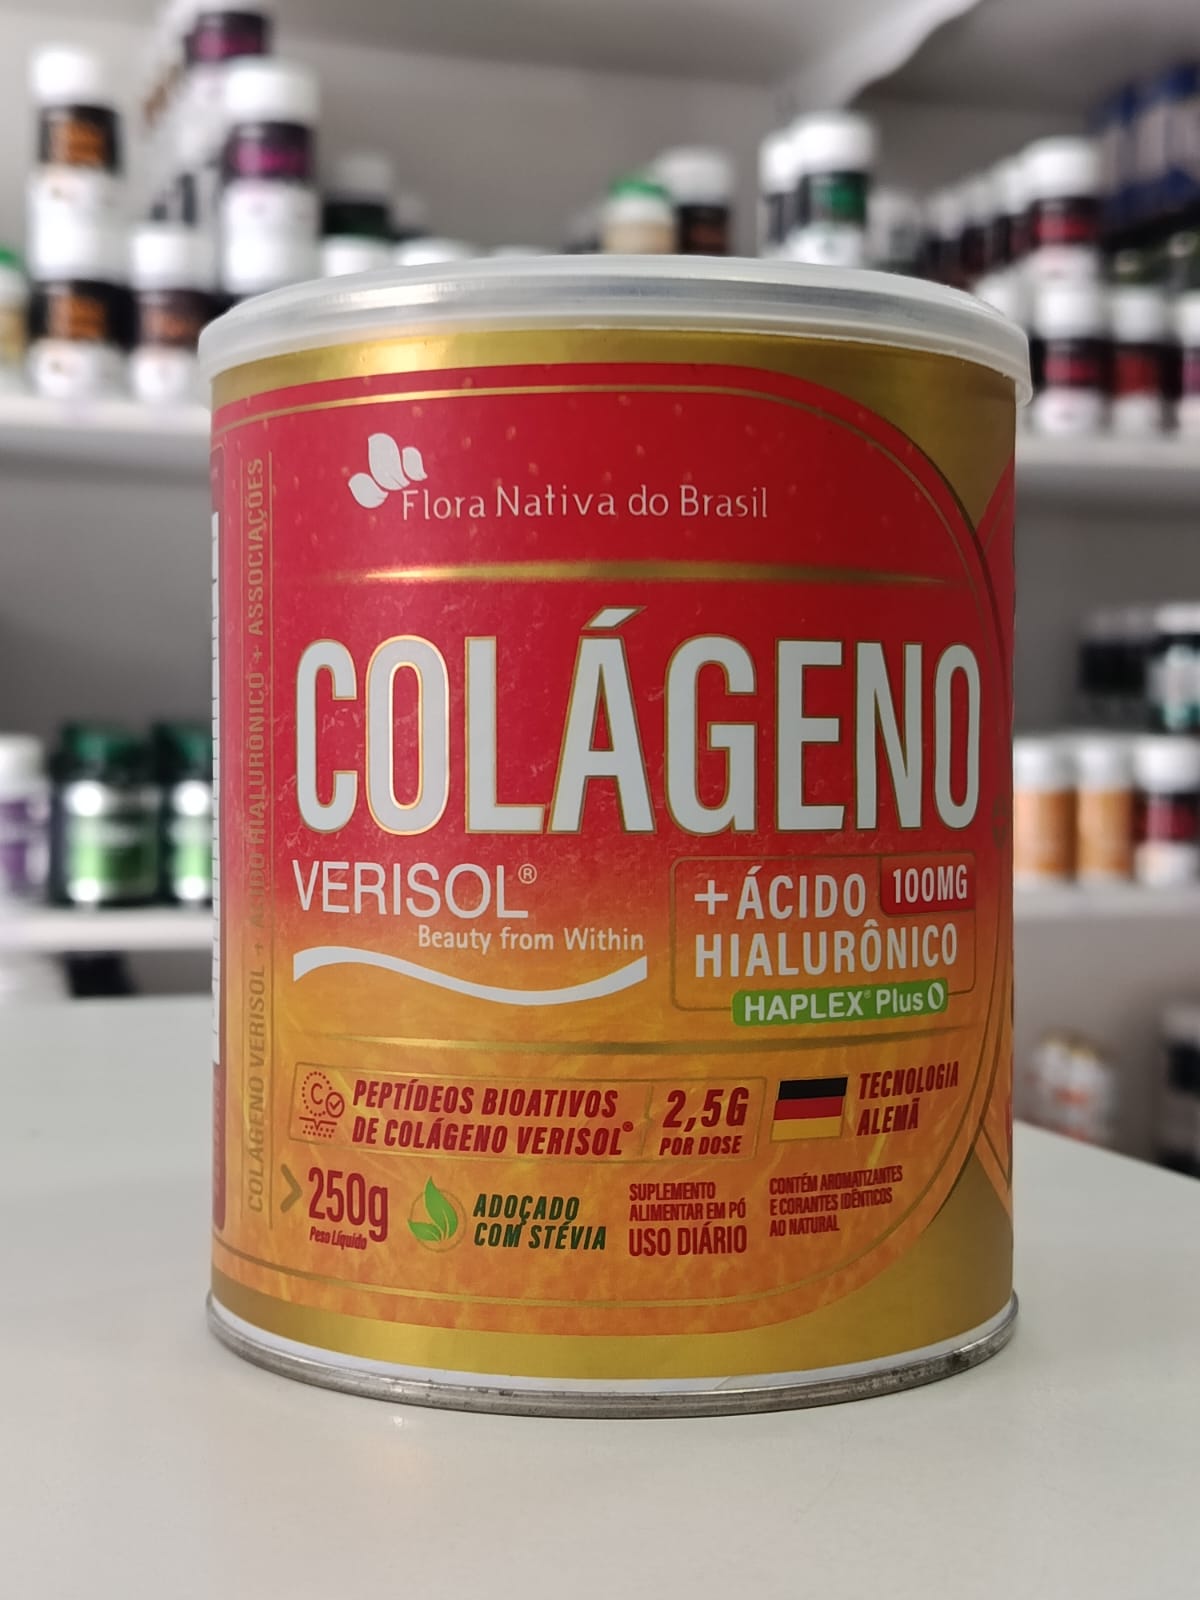 Flora Nativa do Brasil
COLÁGENO
VERISOL®
Beauty from Within
+ ÁCIDO 100MG
HIALURÔNICO
HAPLEX® Plus
PEPTÍDEOS BIOATIVOS
DE COLÁGENO VERISOL®
2,5G
POR DOSE
TECNOLOGIA
ALEMÃ
250g
Peso Líquido
ADOÇADO
COM STÉVIA
SUPLEMENTO
ALIMENTAR EM PÓ
USO DIÁRIO
CONTÉM AROMATIZANTES
E CORANTES IDÊNTICOS
AO NATURAL
COLÁGENO VERISOL + ÁCIDO HIALURÔNICO + ASSOCIAÇÕES